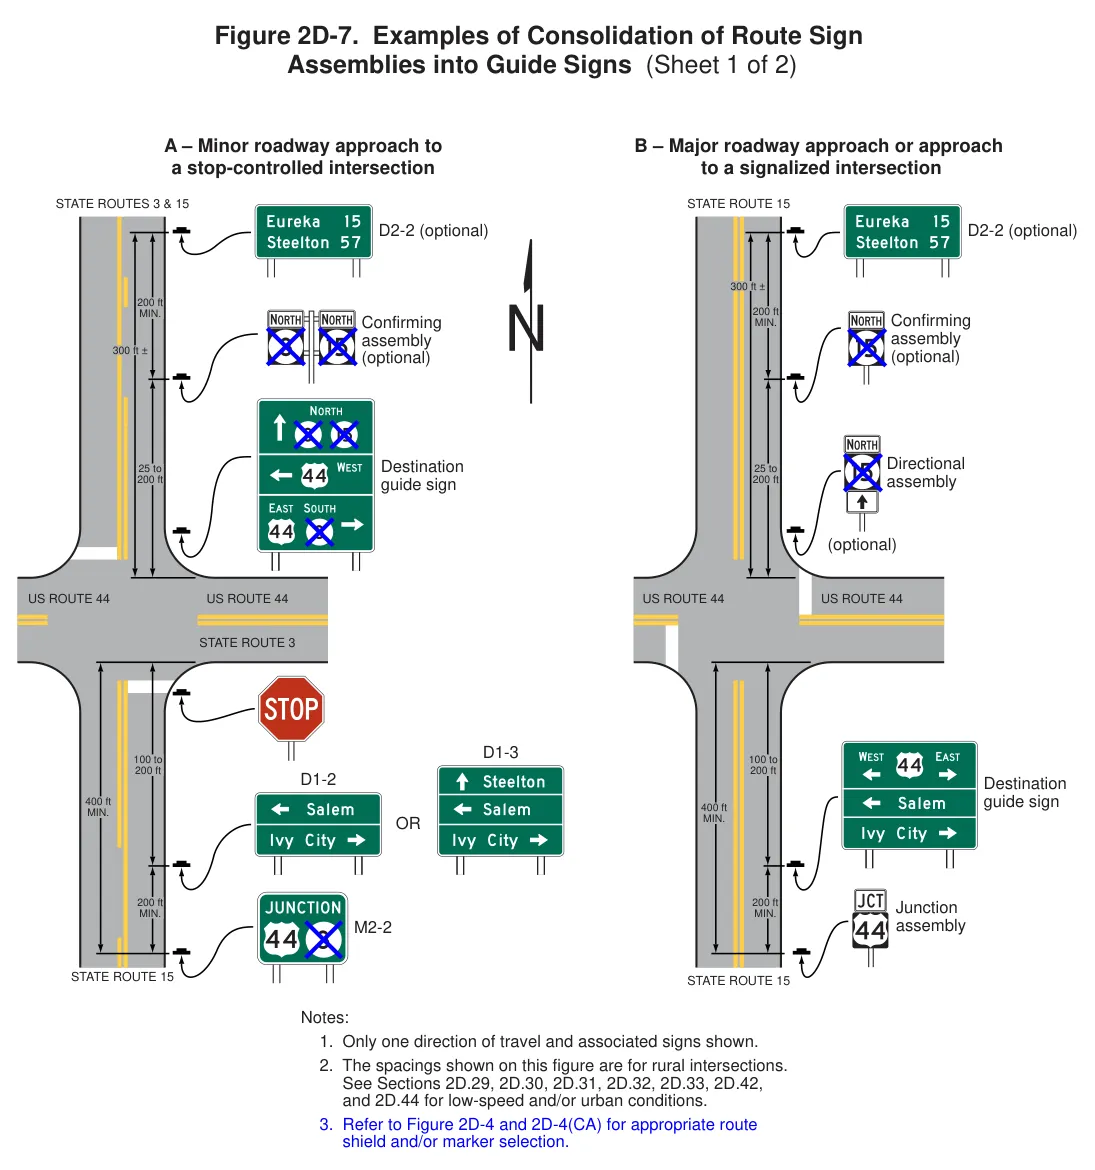 Figure 2D-7.  Examples of Consolidation of Route Sign
Assemblies into Guide Signs  (Sheet 1 of 2)
A – Minor roadway approach to
a stop-controlled intersection
STATE ROUTES 3 & 15
Eureka 15
Steelton 57
D2-2 (optional)
200 ft
MIN.
300 ft ±
NORTH
3
NORTH
15
Confirming
assembly
(optional)
NORTH
3 15
44 WEST
EAST SOUTH
44 3
Destination
guide sign
25 to
200 ft
N
US ROUTE 44
US ROUTE 44
STATE ROUTE 3
STOP
100 to
200 ft
400 ft
MIN.
D1-2
Salem
Ivy City
OR
D1-3
Steelton
Salem
Ivy City
200 ft
MIN.
JUNCTION
44 3
M2-2
STATE ROUTE 15
B – Major roadway approach or approach
to a signalized intersection
STATE ROUTE 15
Eureka 15
Steelton 57
D2-2 (optional)
300 ft ±
200 ft
MIN.
NORTH
15
Confirming
assembly
(optional)
NORTH
15
Directional
assembly
(optional)
25 to
200 ft
US ROUTE 44
US ROUTE 44
100 to
200 ft
400 ft
MIN.
WEST 44 EAST
Salem
Ivy City
Destination
guide sign
200 ft
MIN.
JCT
44
Junction
assembly
STATE ROUTE 15
Notes:
1. Only one direction of travel and associated signs shown.
2. The spacings shown on this figure are for rural intersections.
See Sections 2D.29, 2D.30, 2D.31, 2D.32, 2D.33, 2D.42,
and 2D.44 for low-speed and/or urban conditions.
3. Refer to Figure 2D-4 and 2D-4(CA) for appropriate route
shield and/or marker selection.